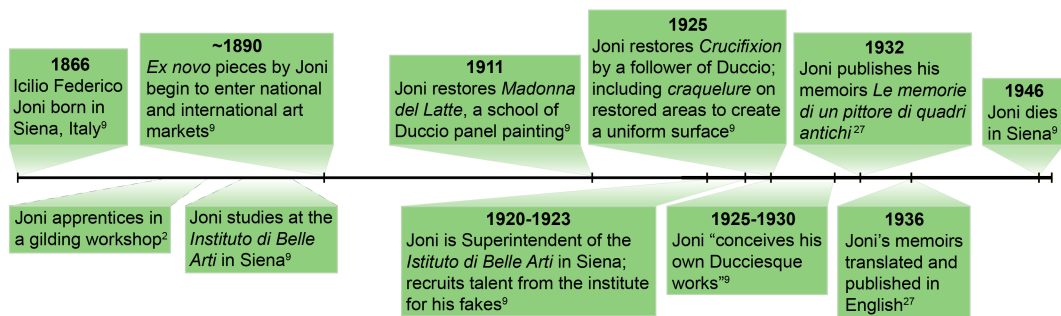 1866
Icilio Federico
Joni born in
Siena, Italy9
~1890
Ex novo pieces by Joni
begin to enter national
and international art
markets9
1911
Joni restores Madonna
del Latte, a school of
Duccio panel painting9
1925
Joni restores Crucifixion
by a follower of Duccio;
including craquelure on
restored areas to create
a uniform surface9
1932
Joni publishes his
memoirs Le memorie
di un pittore di quadri
antichi27
1946
Joni dies
in Siena9
Joni apprentices in
a gilding workshop2
Joni studies at the
Instituto di Belle
Arti in Siena9
1920-1923
Joni is Superintendent of the
Istituto di Belle Arti in Siena;
recruits talent from the institute
for his fakes9
1925-1930
Joni “conceives his
own Ducciesque
works”9
1936
Joni’s memoirs
translated and
published in
English27